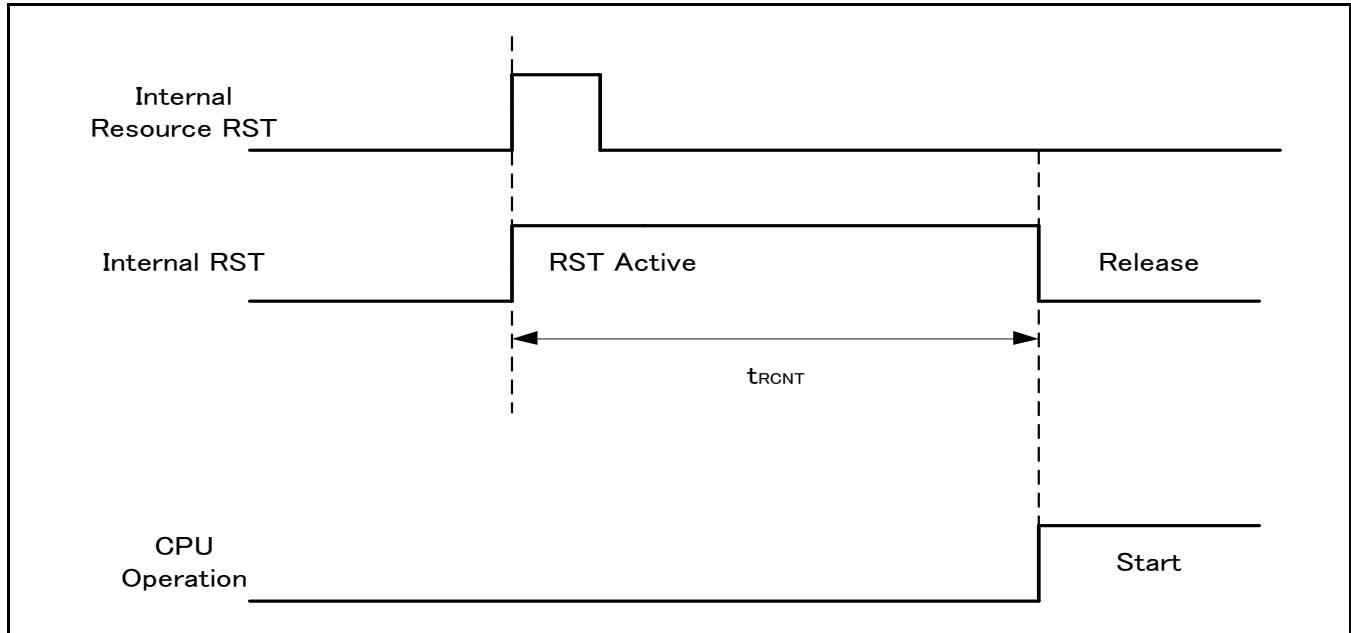 Internal
Resource RST
Internal RST
RST Active
Release
tRCNT
CPU
Operation
Start